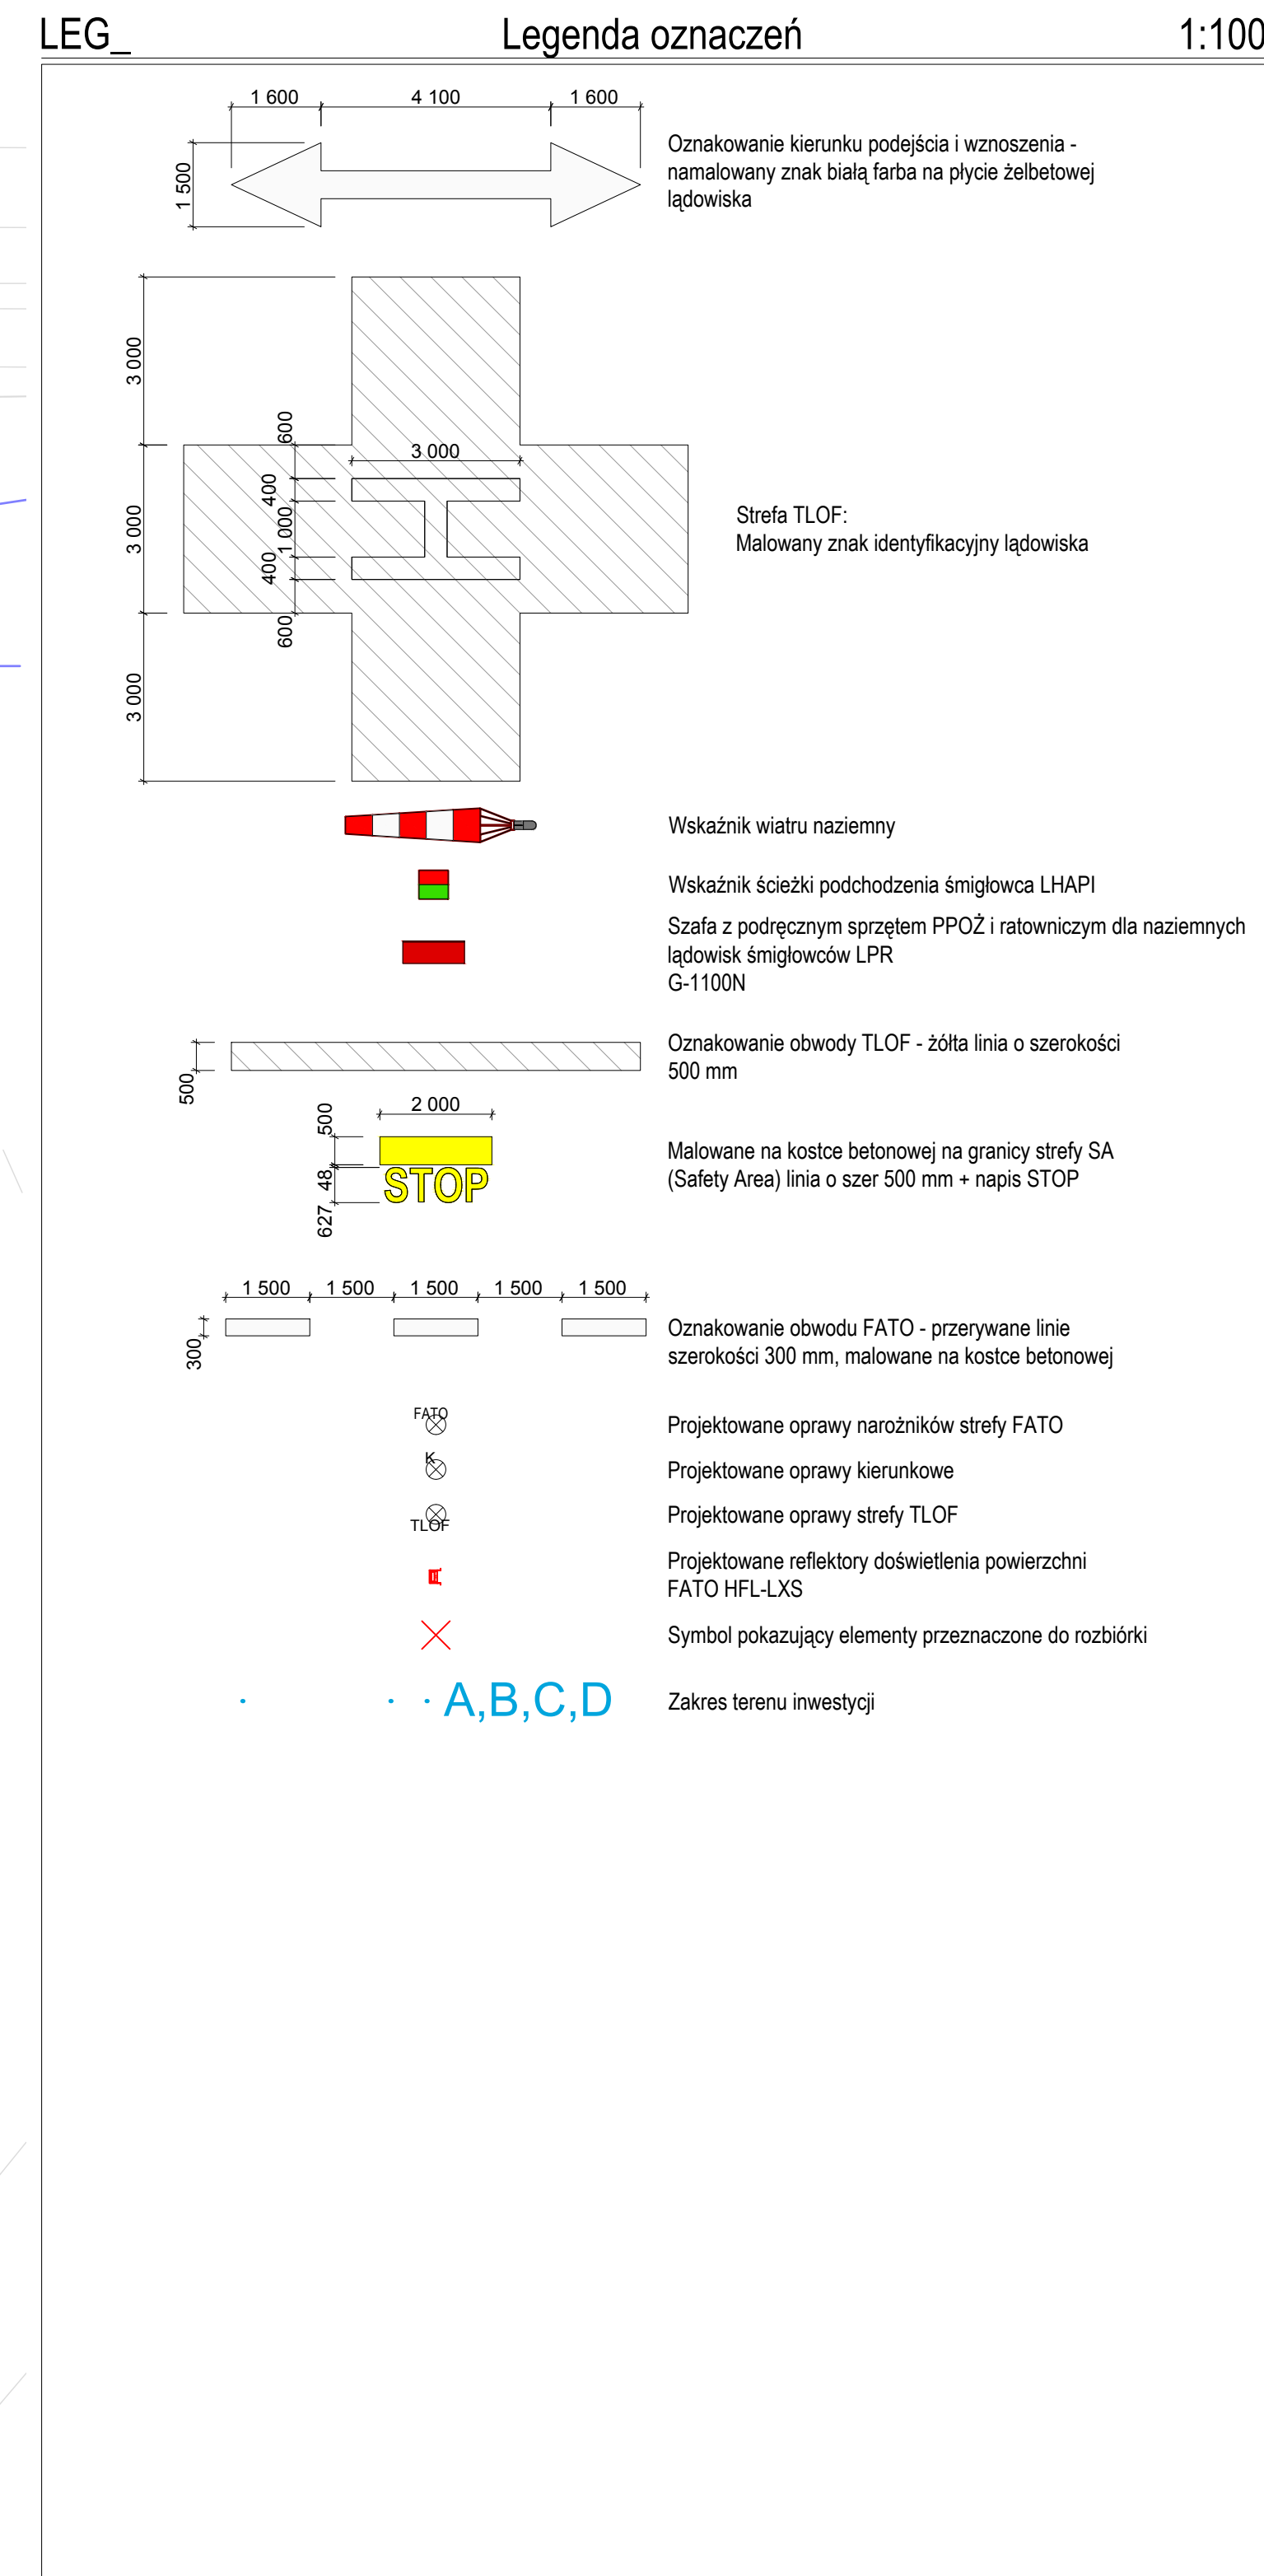 LEG_ Legenda oznaczeń 1:100
1 600 4 100 1 600
1 500
Oznakowanie kierunku podejścia i wznoszenia -
namalowany znak białą farba na płycie żelbetowej
lądowiska
3 000
3 000
3 000
600
400
1 000
400
600
3 000
Strefa TLOF:
Malowany znak identyfikacyjny lądowiska
Wskaźnik wiatru naziemny
Wskaźnik ścieżki podchodzenia śmigłowca LHAPI
Szafa z podręcznym sprzętem PPOŻ i ratowniczym dla naziemnych
lądowisk śmigłowców LPR
G-1100N
500
Oznakowanie obwody TLOF - żółta linia o szerokości
500 mm
2 000
500
48
627
STOP
Malowane na kostce betonowej na granicy strefy SA
(Safety Area) linia o szer 500 mm + napis STOP
1 500 1 500 1 500 1 500 1 500
300
Oznakowanie obwodu FATO - przerywane linie
szerokości 300 mm, malowane na kostce betonowej
FATO
Projektowane oprawy narożników strefy FATO
K
Projektowane oprawy kierunkowe
TLOF
Projektowane oprawy strefy TLOF
Projektowane reflektory doświetlenia powierzchni
FATO HFL-LXS
Symbol pokazujący elementy przeznaczone do rozbiórki
A,B,C,D
Zakres terenu inwestycji